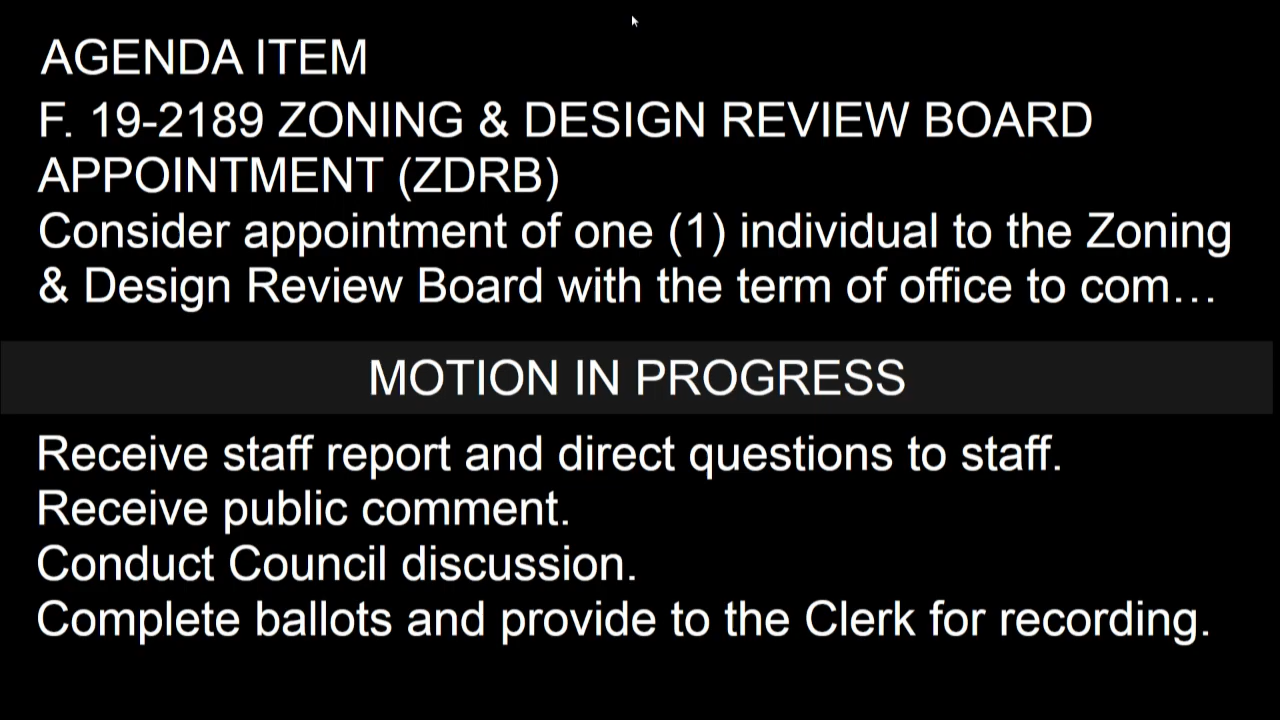 AGENDA ITEM
F. 19-2189 ZONING & DESIGN REVIEW BOARD
APPOINTMENT (ZDRB)
Consider appointment of one (1) individual to the Zoning
& Design Review Board with the term of office to com…
MOTION IN PROGRESS
Receive staff report and direct questions to staff.
Receive public comment.
Conduct Council discussion.
Complete ballots and provide to the Clerk for recording.